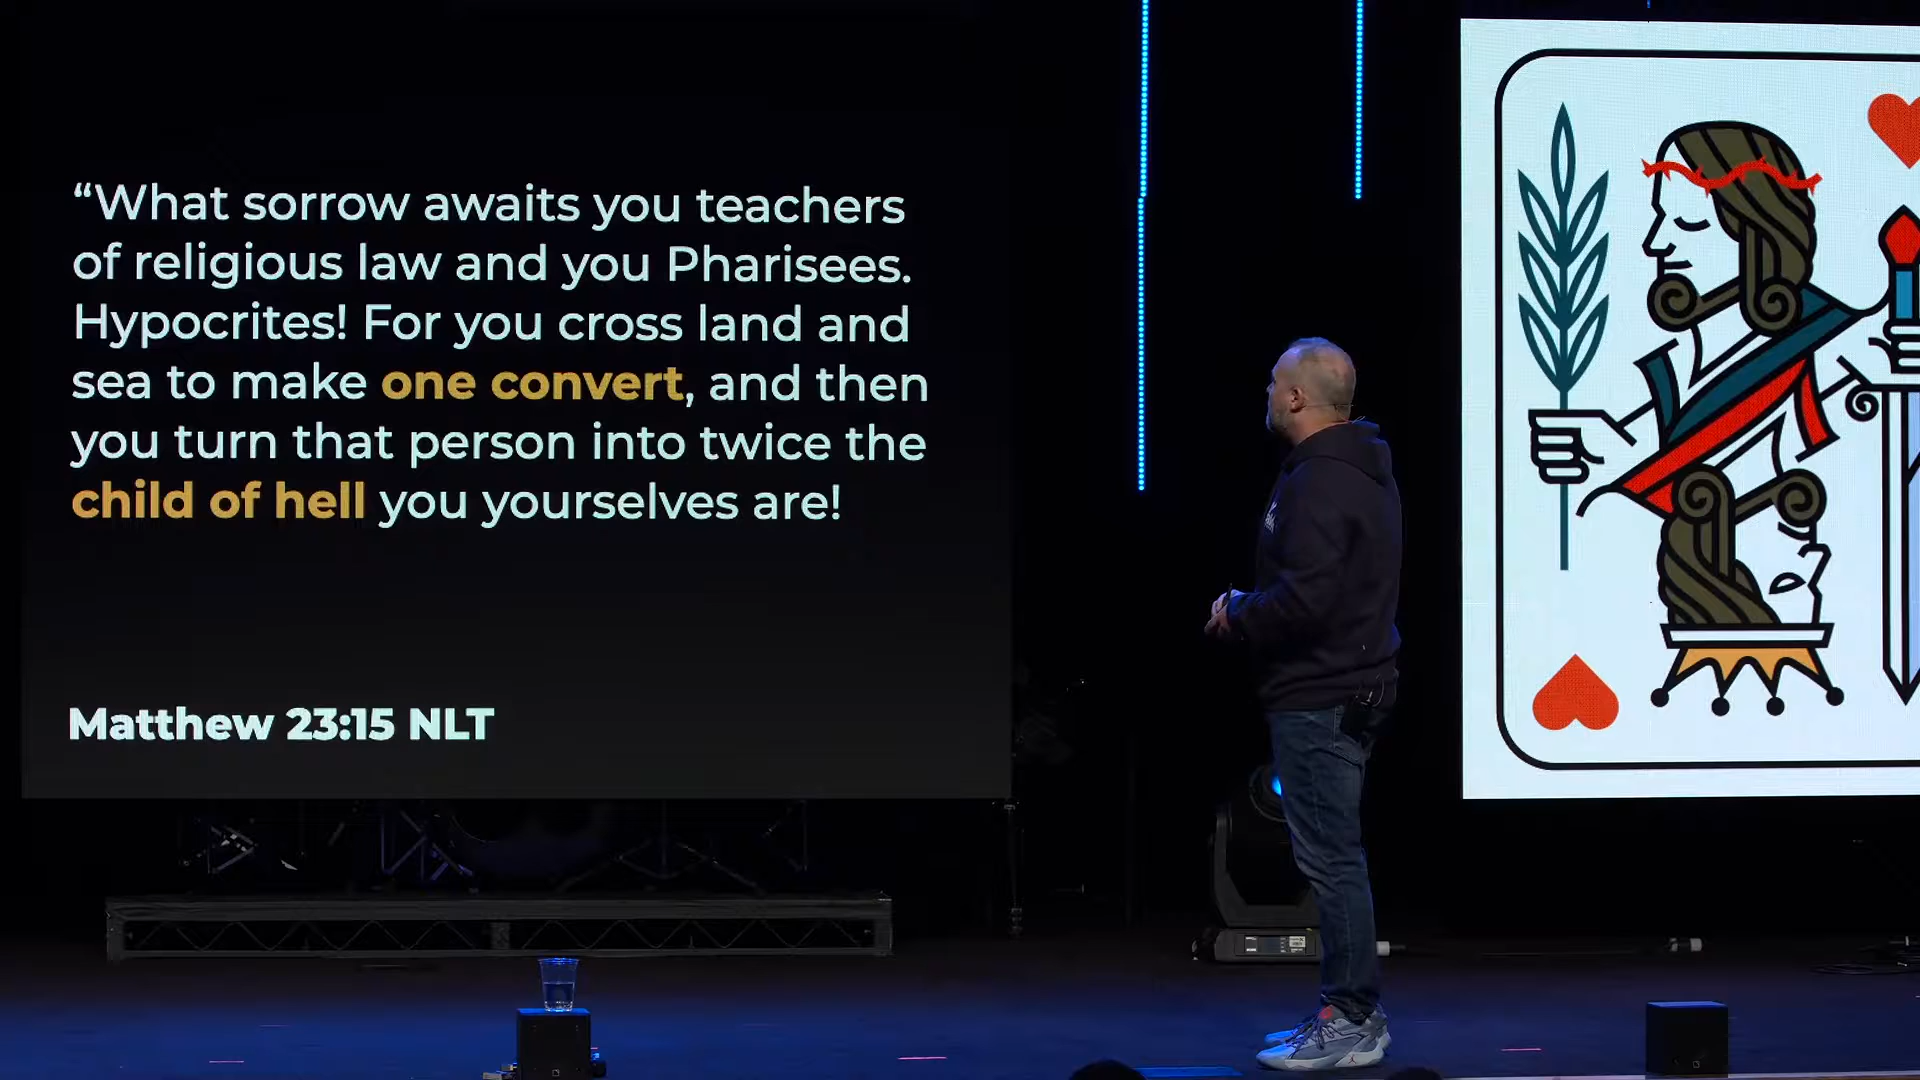 “What sorrow awaits you teachers
of religious law and you Pharisees.
Hypocrites! For you cross land and
sea to make one convert, and then
you turn that person into twice the
child of hell you yourselves are!
Matthew 23:15 NLT